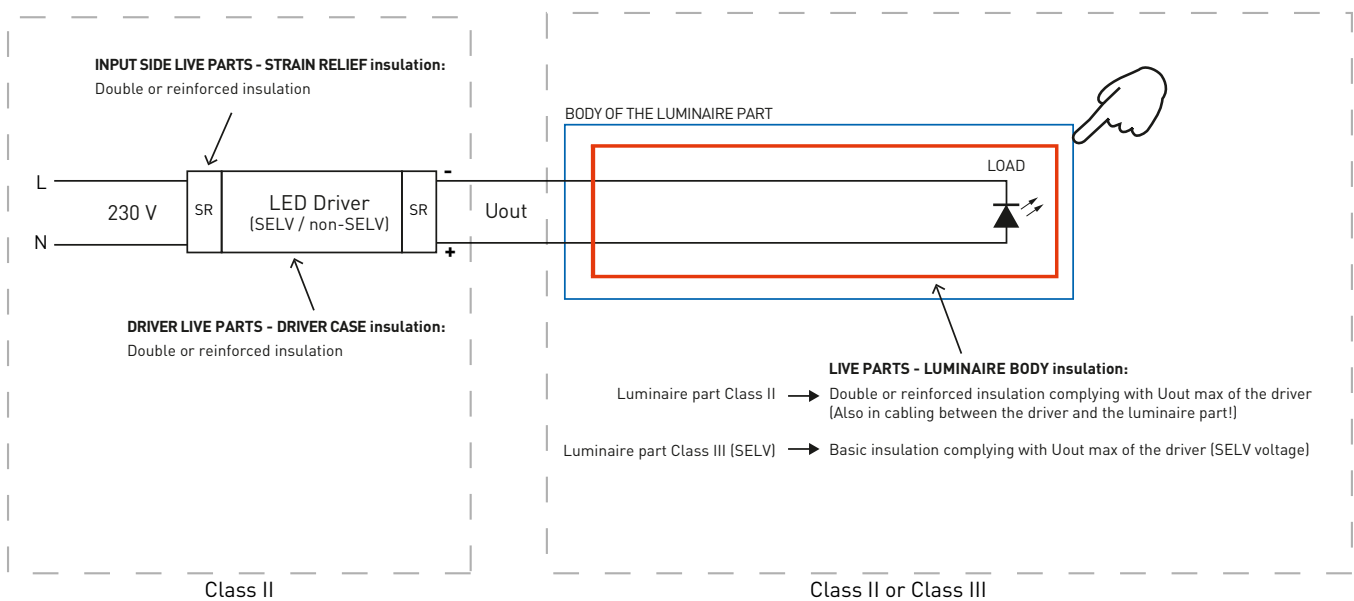 INPUT SIDE LIVE PARTS - STRAIN RELIEF insulation:
Double or reinforced insulation
BODY OF THE LUMINAIRE PART
LOAD
L
230 V
N
SR
LED Driver
(SELV / non-SELV)
SR
-
+
Uout
DRIVER LIVE PARTS - DRIVER CASE insulation:
Double or reinforced insulation
LIVE PARTS - LUMINAIRE BODY insulation:
Luminaire part Class II
Double or reinforced insulation complying with Uout max of the driver
(Also in cabling between the driver and the luminaire part!)
Luminaire part Class III (SELV)
Basic insulation complying with Uout max of the driver (SELV voltage)
Class II
Class II or Class III